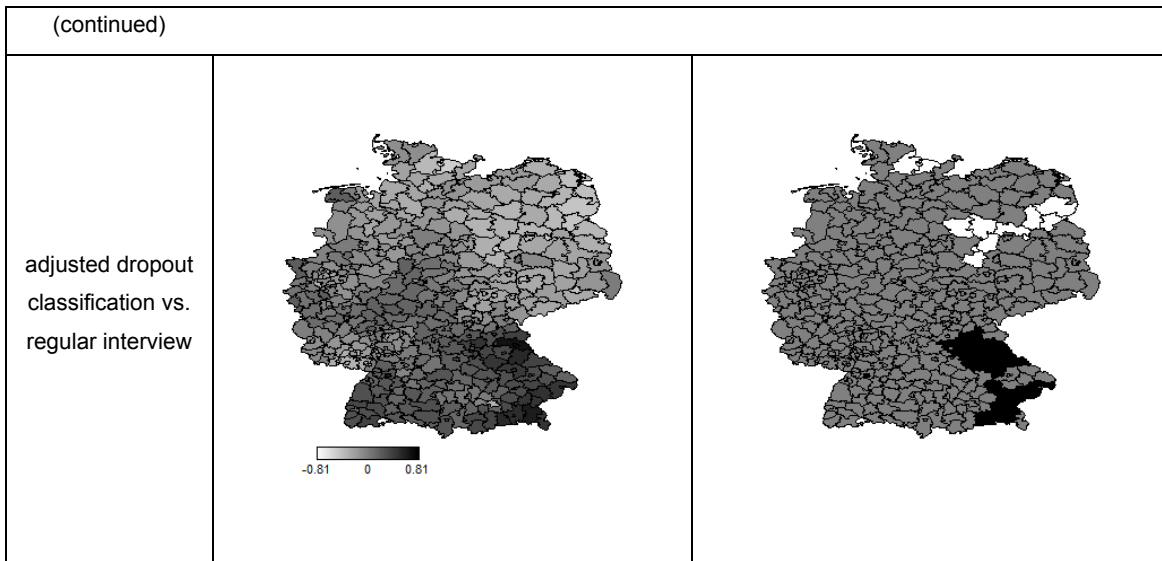 (continued)
adjusted dropout
classification vs.
regular interview
-0.81 0 0.81